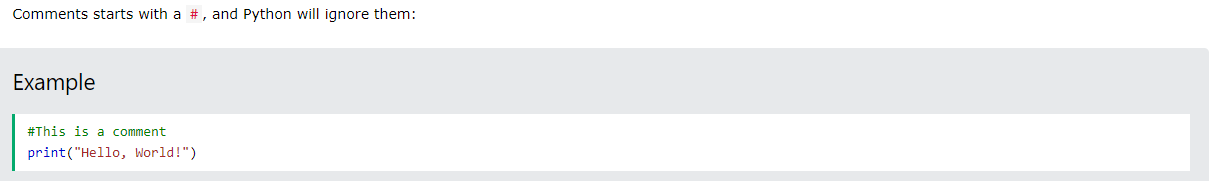 Comments starts with a #, and Python will ignore them:
Example
#This is a comment
print("Hello, World!")